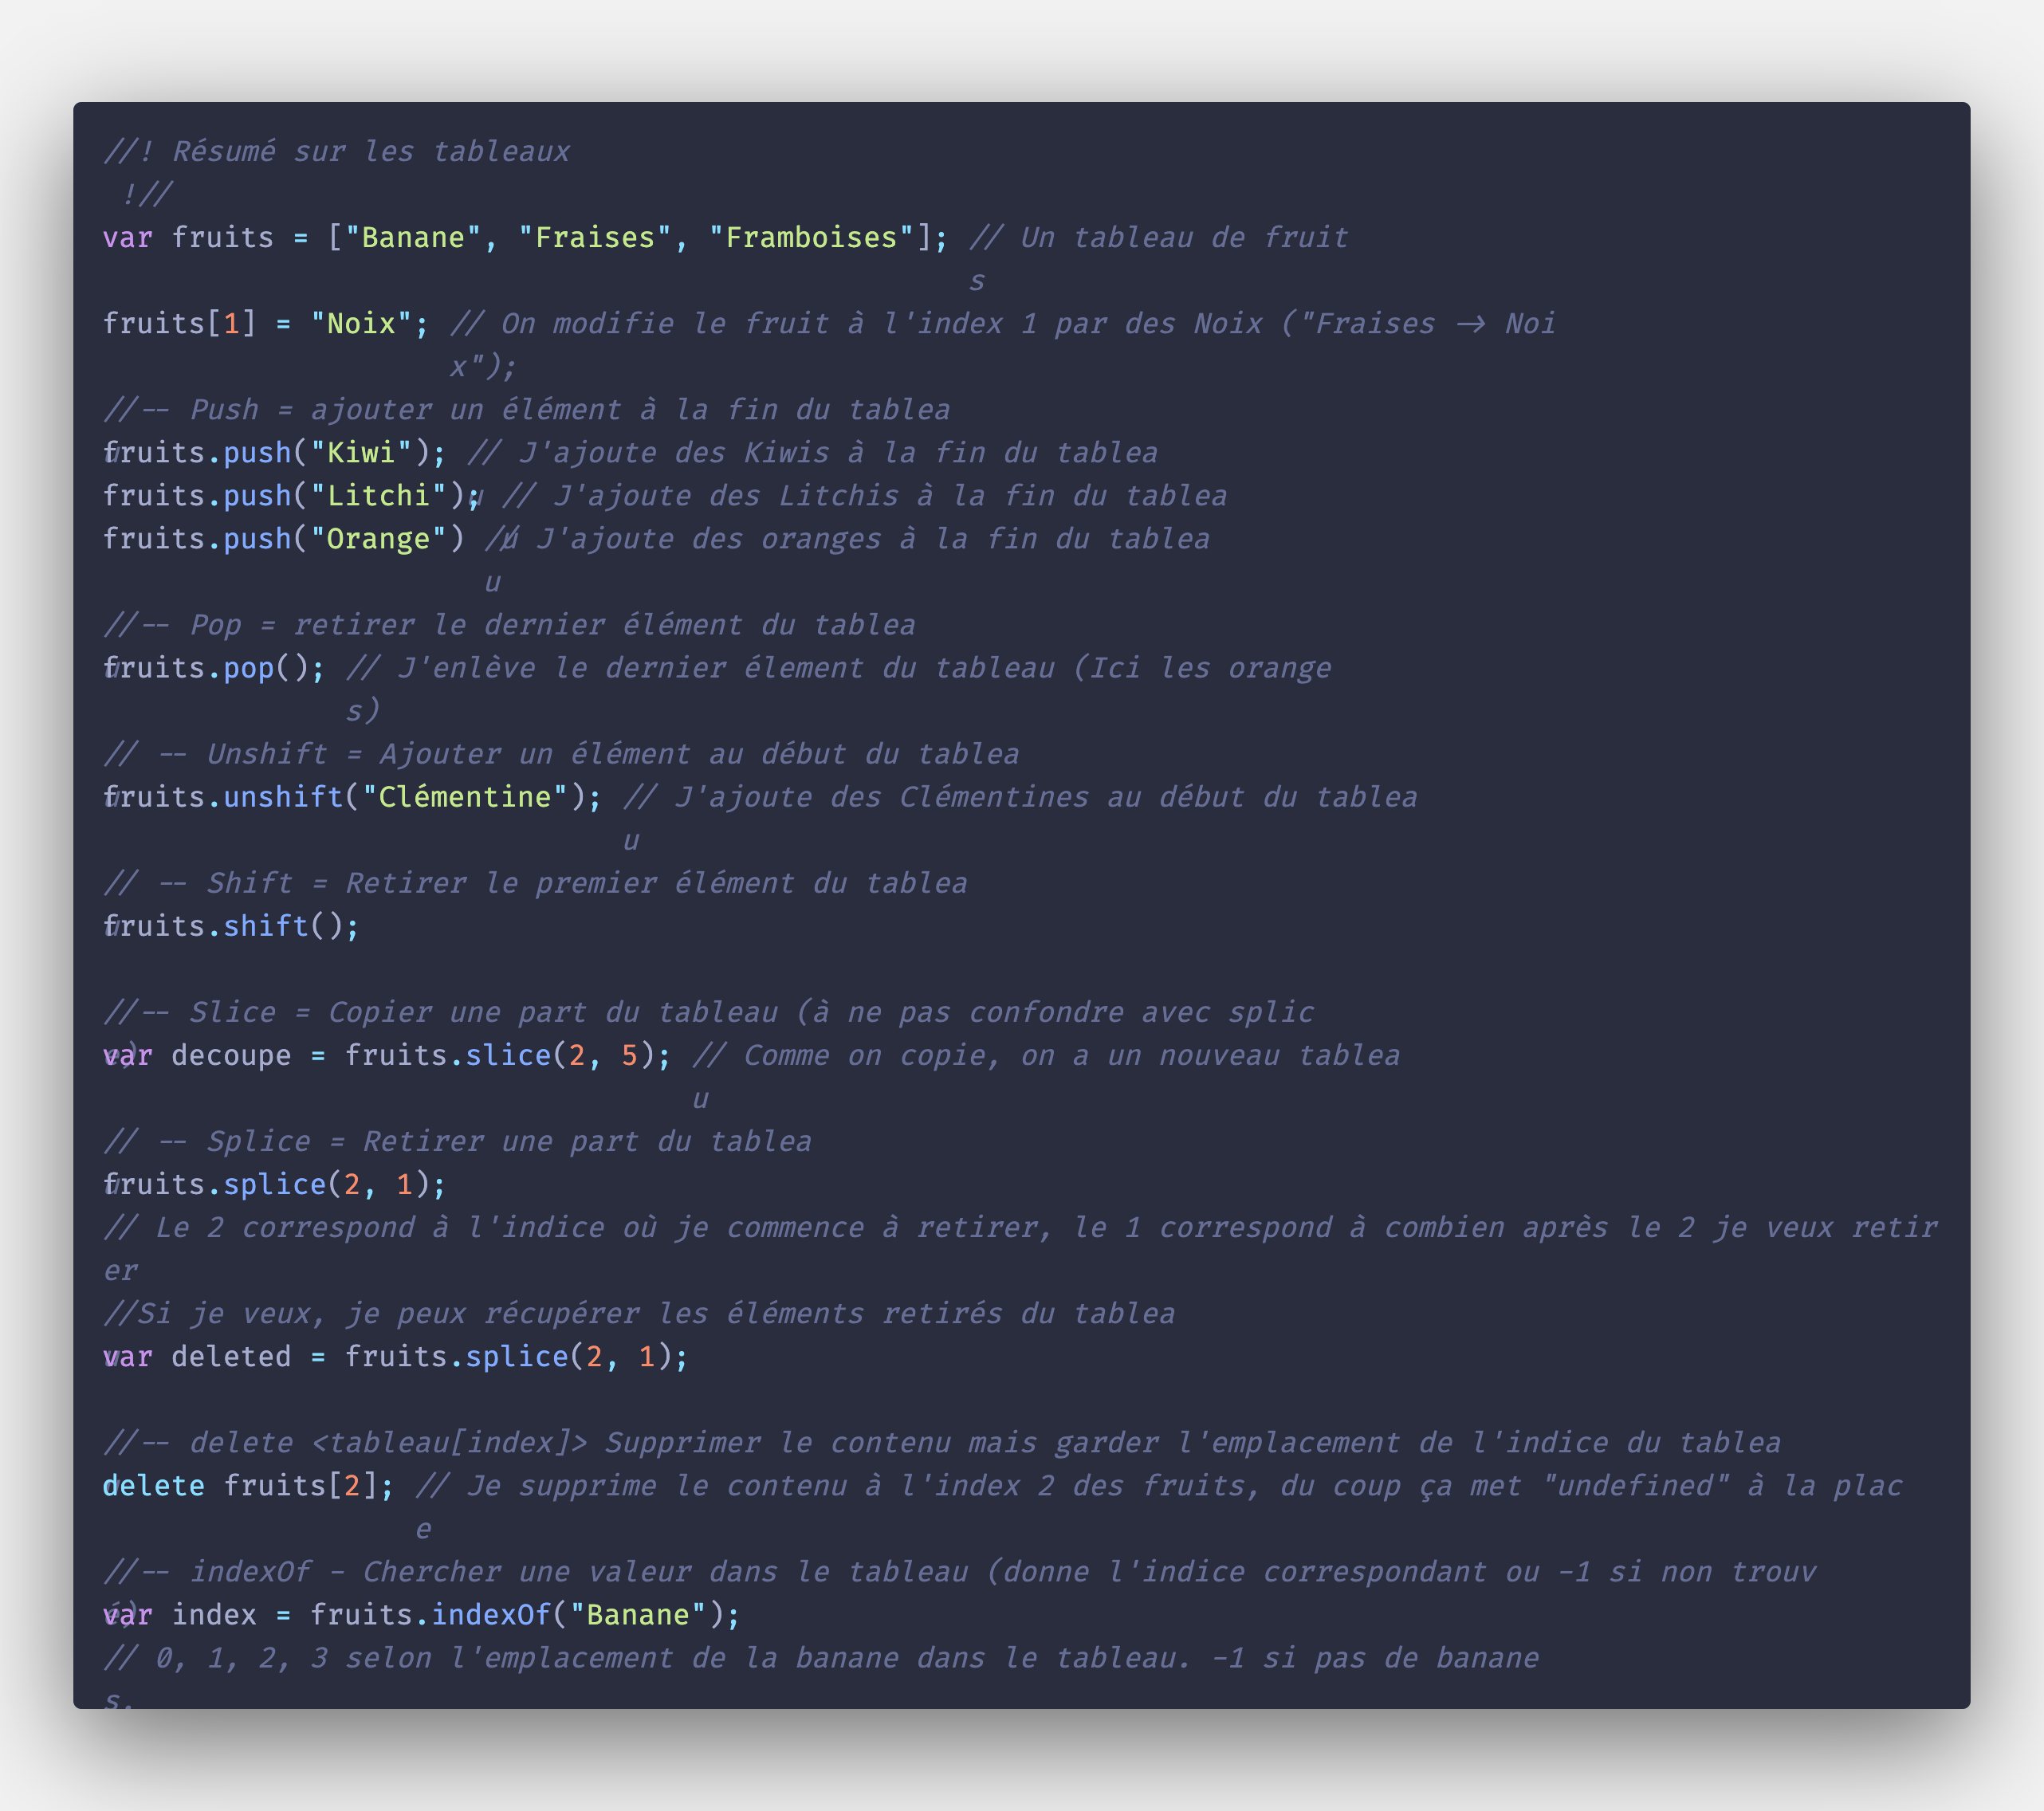 //! Résumé sur les tableaux
!//
var fruits = ["Banane", "Fraises", "Framboises"]; // Un tableau de fruit
s
fruits[1] = "Noix"; // On modifie le fruit à l'index 1 par des Noix ("Fraises -> Noi
x");
//-- Push = ajouter un élément à la fin du tablea
u
fruits.push("Kiwi"); // J'ajoute des Kiwis à la fin du tablea
u
fruits.push("Litchi"); // J'ajoute des Litchis à la fin du tablea
u
fruits.push("Orange") // J'ajoute des oranges à la fin du tablea
u
//-- Pop = retirer le dernier élément du tablea
u
fruits.pop(); // J'enlève le dernier élement du tableau (Ici les orange
s)
// -- Unshift = Ajouter un élément au début du tablea
u
fruits.unshift("Clémentine"); // J'ajoute des Clémentines au début du tablea
u
// -- Shift = Retirer le premier élément du tablea
u
fruits.shift();
//-- Slice = Copier une part du tableau (à ne pas confondre avec splic
e)
var decoupe = fruits.slice(2, 5); // Comme on copie, on a un nouveau tablea
u
// -- Splice = Retirer une part du tablea
u
fruits.splice(2, 1);
// Le 2 correspond à l'indice où je commence à retirer, le 1 correspond à combien après le 2 je veux retir
er
//Si je veux, je peux récupérer les éléments retirés du tablea
u
var deleted = fruits.splice(2, 1);
//-- delete <tableau[index]> Supprimer le contenu mais garder l'emplacement de l'indice du tablea
u
delete fruits[2]; // Je supprime le contenu à l'index 2 des fruits, du coup ça met "undefined" à la plac
e
//-- indexOf - Chercher une valeur dans le tableau (donne l'indice correspondant ou -1 si non trouv
é)
var index = fruits.indexOf("Banane");
// 0, 1, 2, 3 selon l'emplacement de la banane dans le tableau. -1 si pas de banane
s.